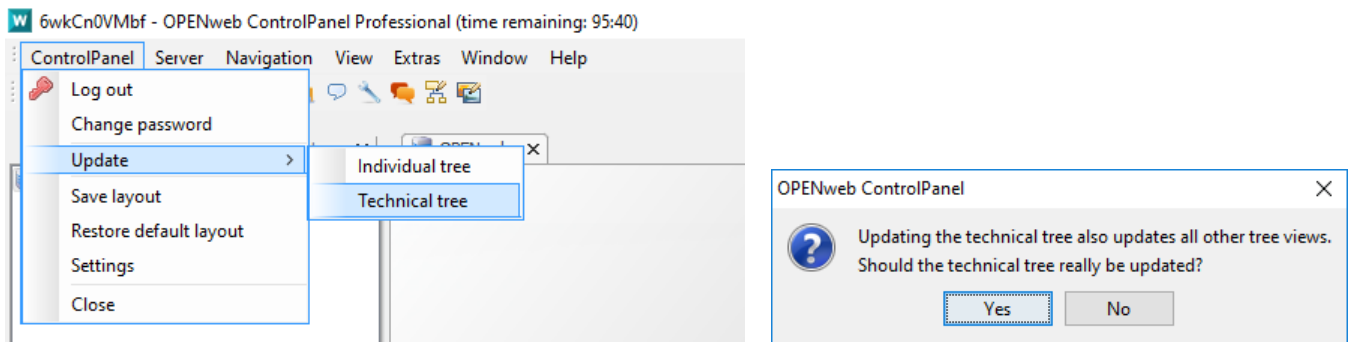 6wkCn0VMbf - OPENweb ControlPanel Professional (time remaining: 95:40)
ControlPanel Server Navigation View Extras Window Help
Log out
Change password
Update
Individual tree
Technical tree
Save layout
Restore default layout
Settings
Close
OPENweb ControlPanel
Updating the technical tree also updates all other tree views.
Should the technical tree really be updated?
Yes No